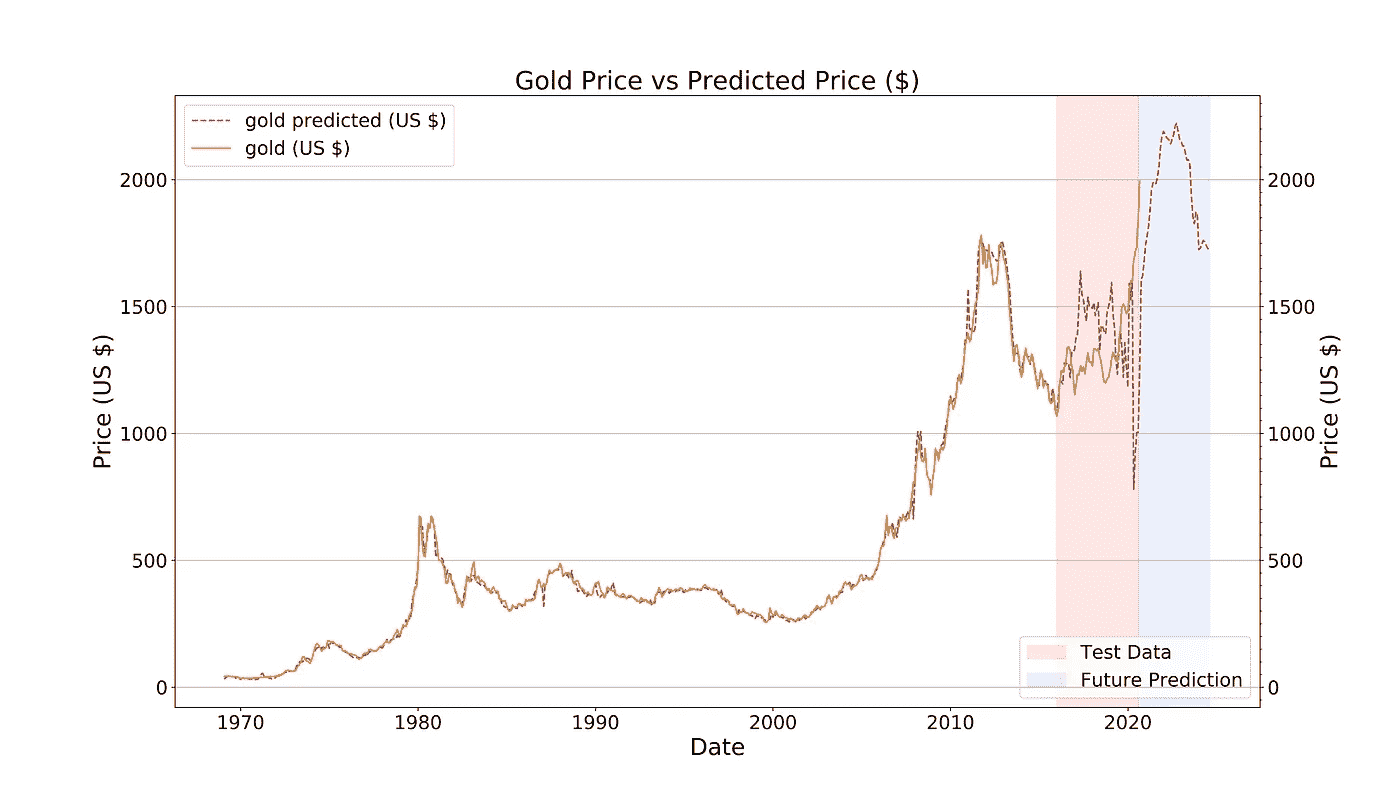 Gold Price vs Predicted Price ($)
gold predicted (US $)
gold (US $)
2000
1500
1000
500
0
Price (US $)
2000
1500
1000
500
0
Price (US $)
Test Data
Future Prediction
1970 1980 1990 2000 2010 2020
Date